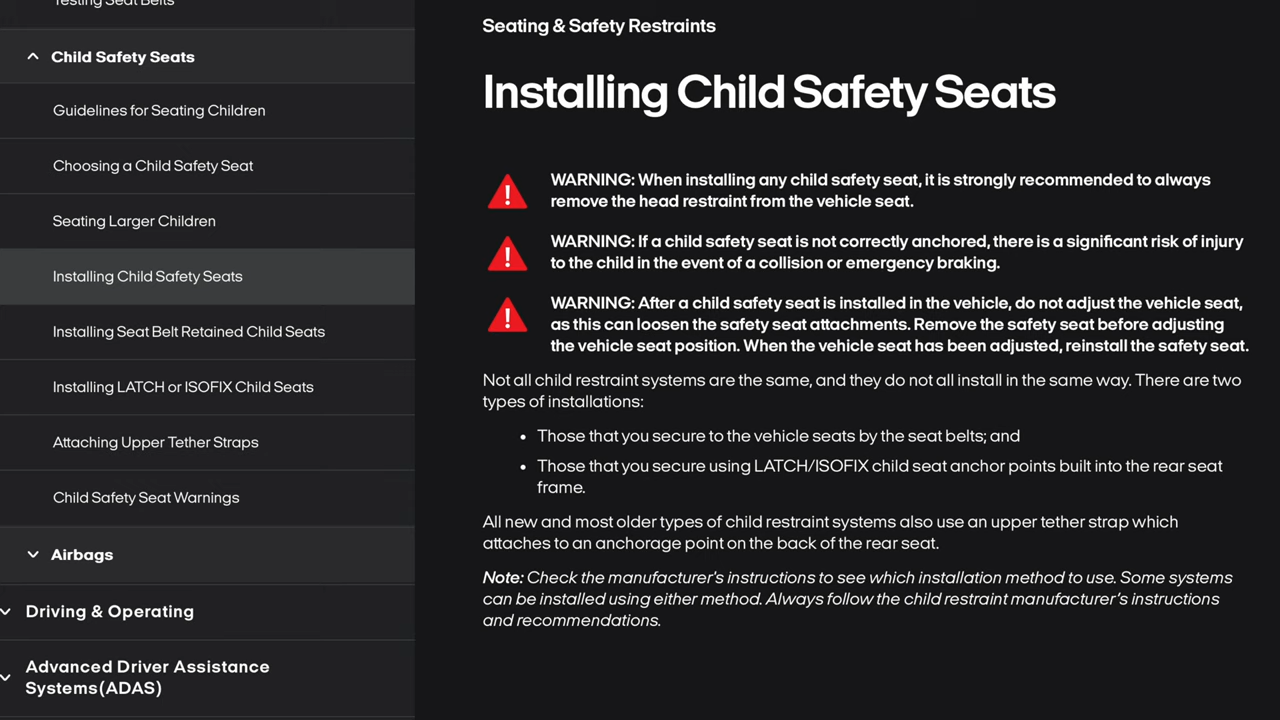 Testing Seat Belts
Child Safety Seats
Guidelines for Seating Children
Choosing a Child Safety Seat
Seating Larger Children
Installing Child Safety Seats
Installing Seat Belt Retained Child Seats
Installing LATCH or ISOFIX Child Seats
Attaching Upper Tether Straps
Child Safety Seat Warnings
Airbags
Driving & Operating
Advanced Driver Assistance
Systems(ADAS)
Seating & Safety Restraints
Installing Child Safety Seats
WARNING: When installing any child safety seat, it is strongly recommended to always
remove the head restraint from the vehicle seat.
WARNING: If a child safety seat is not correctly anchored, there is a significant risk of injury
to the child in the event of a collision or emergency braking.
WARNING: After a child safety seat is installed in the vehicle, do not adjust the vehicle seat,
as this can loosen the safety seat attachments. Remove the safety seat before adjusting
the vehicle seat position. When the vehicle seat has been adjusted, reinstall the safety seat.
Not all child restraint systems are the same, and they do not all install in the same way. There are two
types of installations:
• Those that you secure to the vehicle seats by the seat belts; and
• Those that you secure using LATCH/ISOFIX child seat anchor points built into the rear seat
frame.
All new and most older types of child restraint systems also use an upper tether strap which
attaches to an anchorage point on the back of the rear seat.
Note: Check the manufacturer's instructions to see which installation method to use. Some systems
can be installed using either method. Always follow the child restraint manufacturer's instructions
and recommendations.